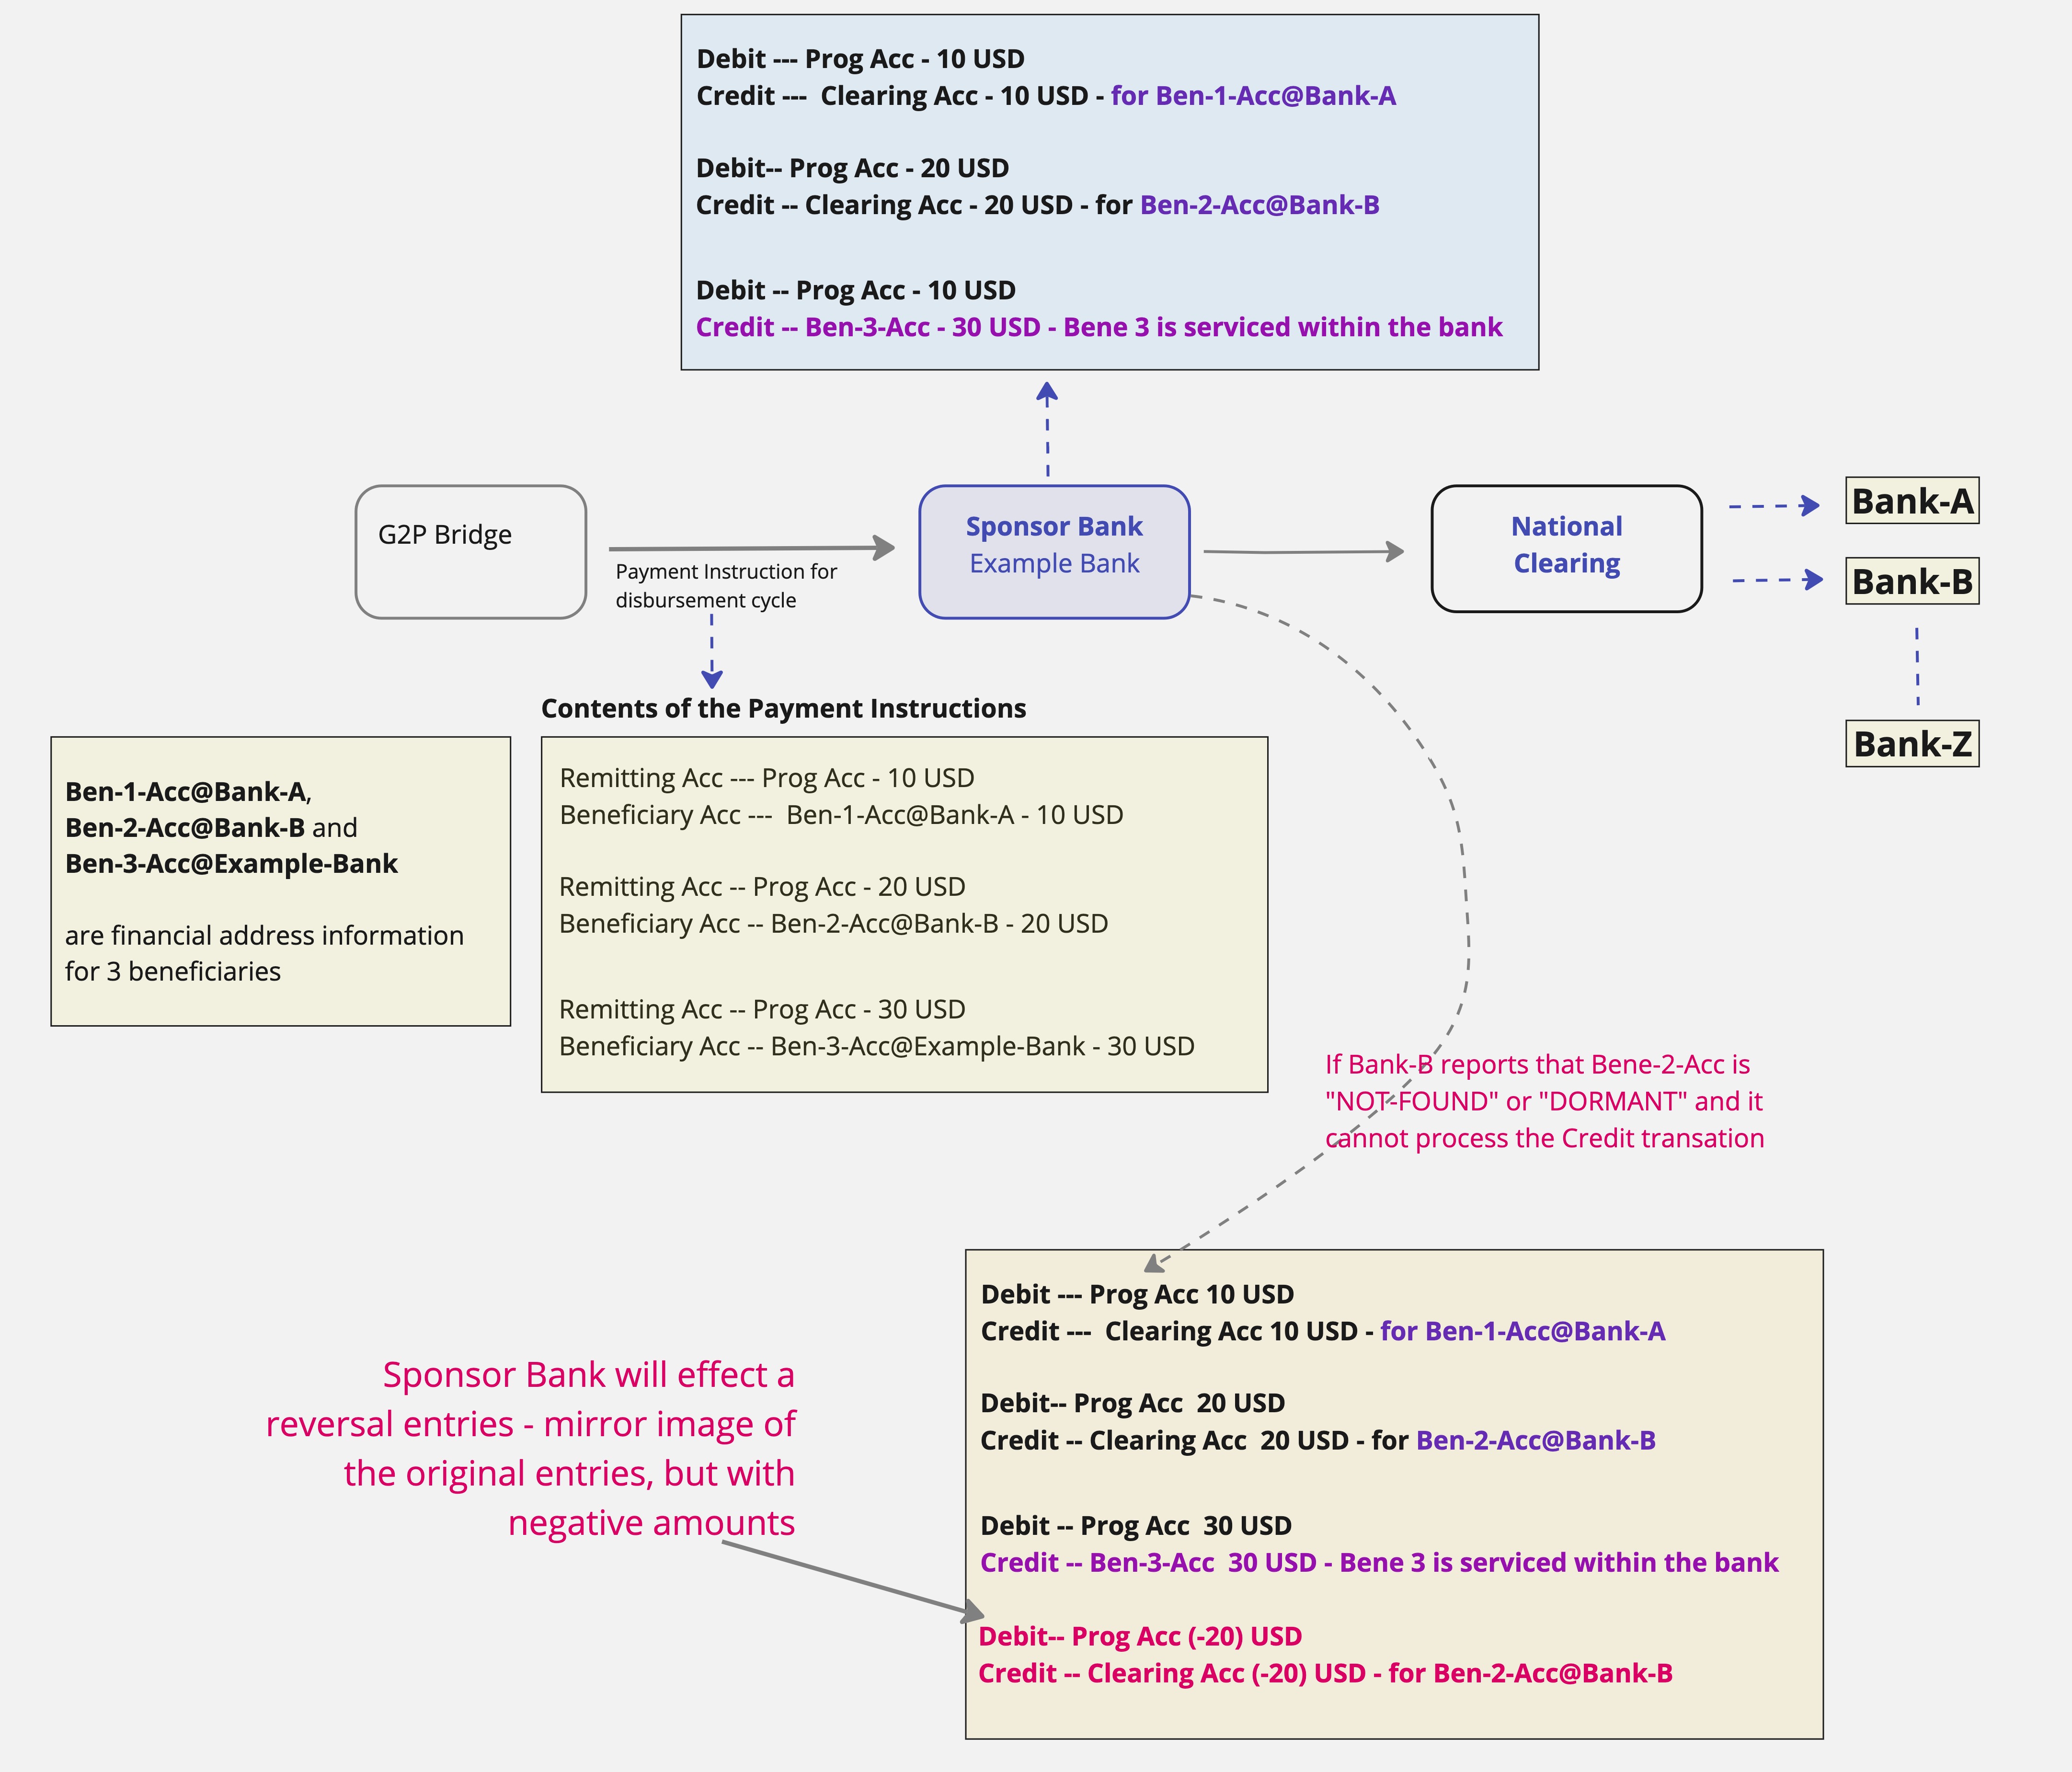 Debit --- Prog Acc - 10 USD
Credit ---  Clearing Acc - 10 USD - for Ben-1-Acc@Bank-A
Debit-- Prog Acc - 20 USD
Credit -- Clearing Acc - 20 USD - for Ben-2-Acc@Bank-B
Debit -- Prog Acc - 10 USD
Credit -- Ben-3-Acc - 30 USD - Bene 3 is serviced within the bank
G2P Bridge
Payment Instruction for
disbursement cycle
Sponsor Bank
Example Bank
National
Clearing
Bank-A
Bank-B
Bank-Z
Contents of the Payment Instructions
Ben-1-Acc@Bank-A,
Ben-2-Acc@Bank-B and
Ben-3-Acc@Example-Bank
are financial address information
for 3 beneficiaries
Remitting Acc --- Prog Acc - 10 USD
Beneficiary Acc ---  Ben-1-Acc@Bank-A - 10 USD
Remitting Acc -- Prog Acc - 20 USD
Beneficiary Acc -- Ben-2-Acc@Bank-B - 20 USD
Remitting Acc -- Prog Acc - 30 USD
Beneficiary Acc -- Ben-3-Acc@Example-Bank - 30 USD
If Bank-B reports that Bene-2-Acc is
"NOT-FOUND" or "DORMANT" and it
cannot process the Credit transation
Sponsor Bank will effect a
reversal entries - mirror image of
the original entries, but with
negative amounts
Debit --- Prog Acc 10 USD
Credit ---  Clearing Acc 10 USD - for Ben-1-Acc@Bank-A
Debit-- Prog Acc  20 USD
Credit -- Clearing Acc  20 USD - for Ben-2-Acc@Bank-B
Debit -- Prog Acc  30 USD
Credit -- Ben-3-Acc  30 USD - Bene 3 is serviced within the bank
Debit-- Prog Acc (-20) USD
Credit -- Clearing Acc (-20) USD - for Ben-2-Acc@Bank-B